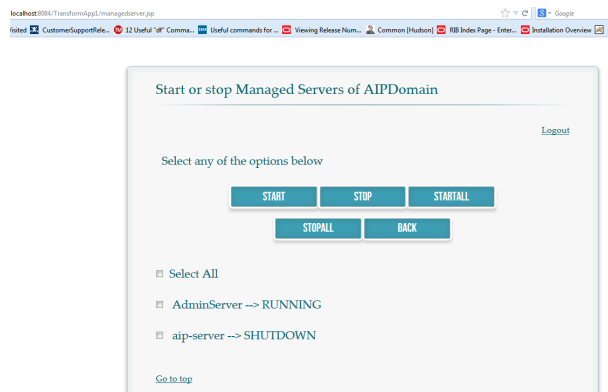 localhost:8084/TransformApp1/managedserver.jsp
Google
isited CustomerSupportRele... 12 Useful "df" Comma... Useful commands for ... Viewing Release Num... Common [Hudson] RIB Index Page - Enter... Installation Overview
Start or stop Managed Servers of AIPDomain
Logout
Select any of the options below
START STOP STARTALL
STOPALL BACK
Select All
AdminServer --> RUNNING
aip-server --> SHUTDOWN
Go to top